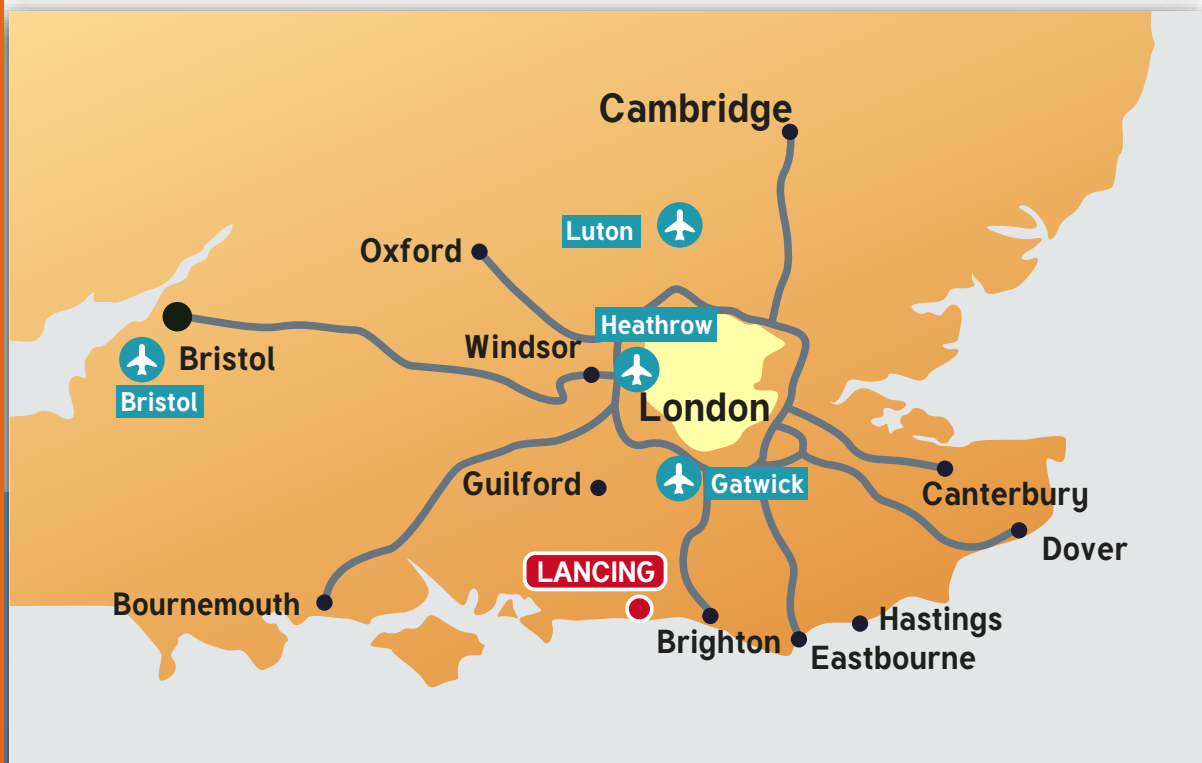 Cambridge
Luton
Oxford
Heathrow
Windsor
Bristol
Bristol
London
Guilford
Gatwick
Canterbury
Dover
LANCING
Bournemouth
Hastings
Brighton
Eastbourne